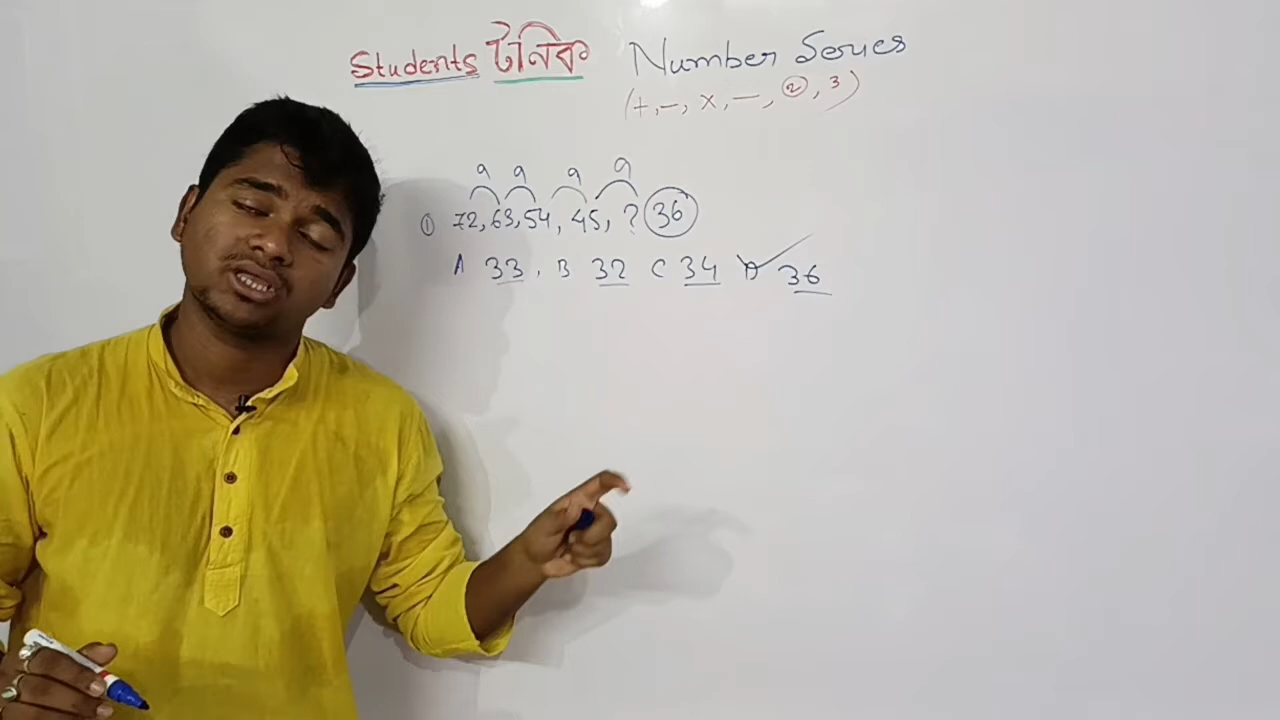 Students টনিক Number Series
(+, -, x, -, ②, 3)
9 9 9 9
① 72, 63, 54, 45, ? 36
A 33, B 32 C 34 D 36